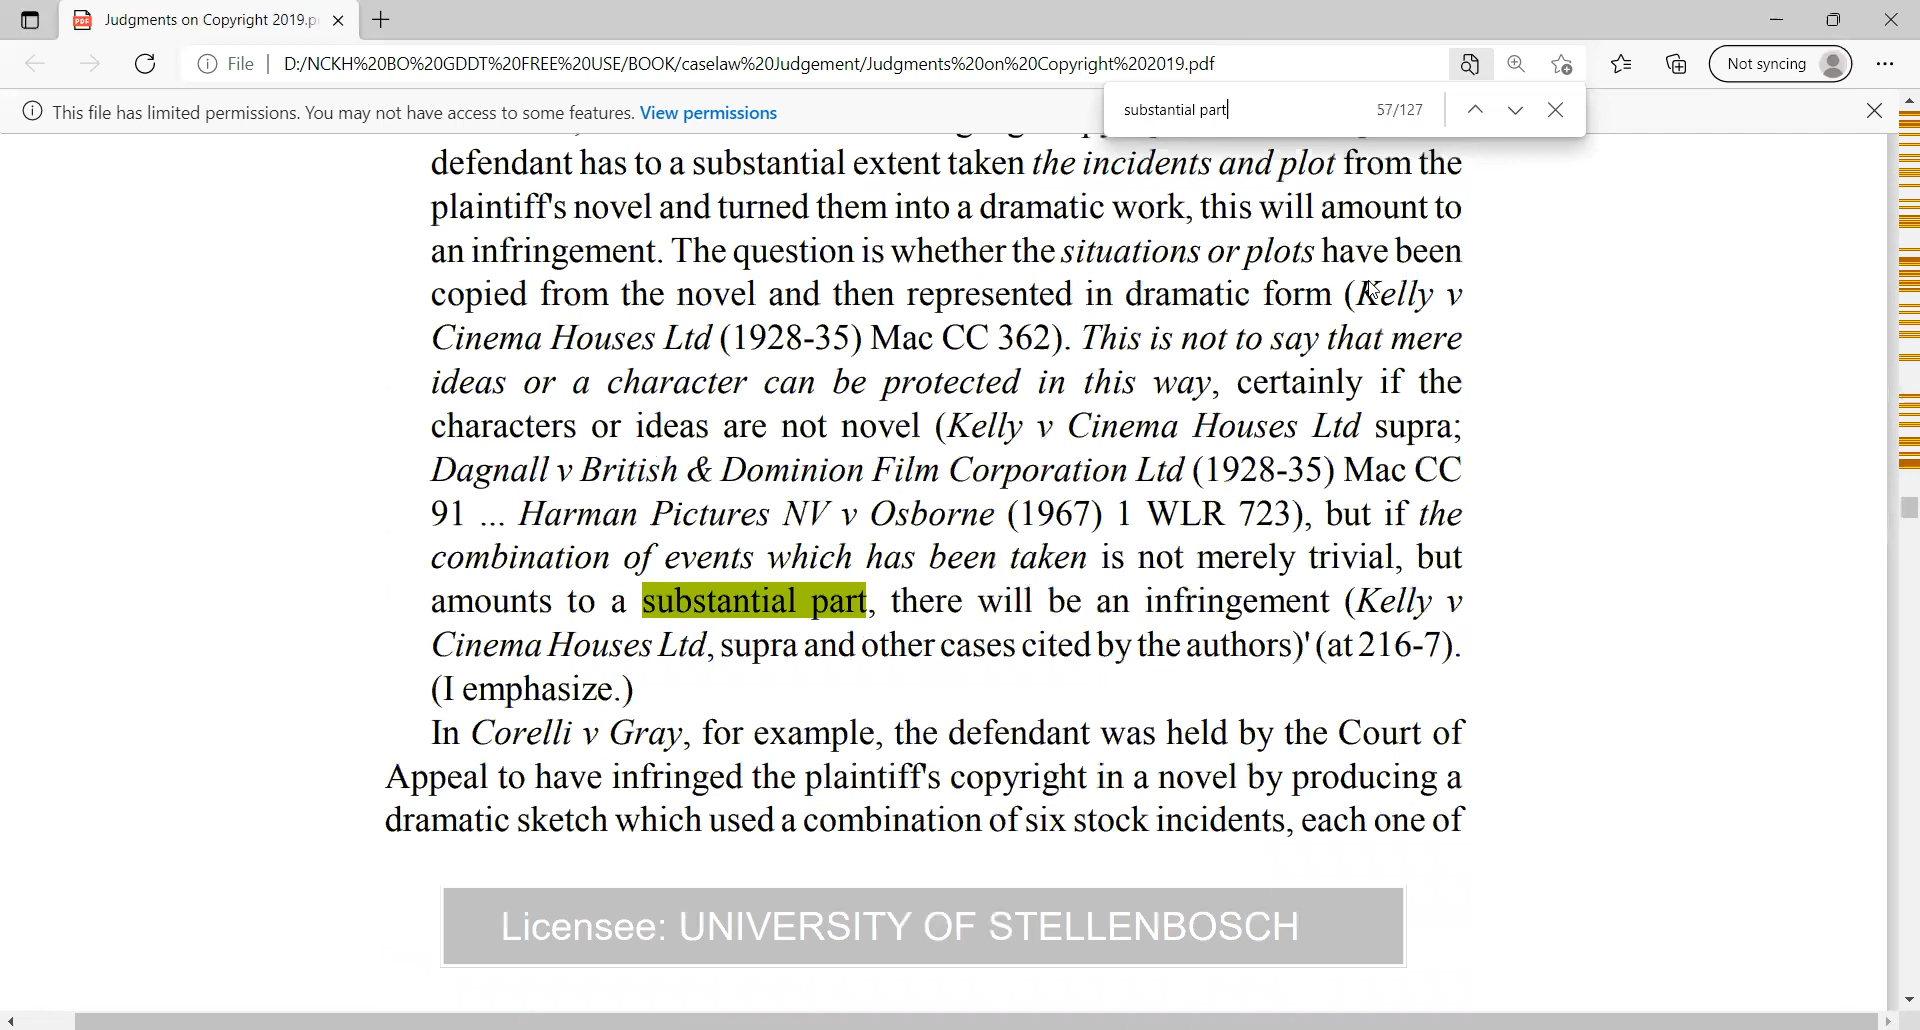 Judgments on Copyright 2019.p
File
D:/NCKH%20BO%20GDDT%20FREE%20USE/BOOK/caselaw%20Judgement/Judgments%20on%20Copyright%202019.pdf
Not syncing
This file has limited permissions. You may not have access to some features. View permissions
substantial part
57/127
defendant has to a substantial extent taken the incidents and plot from the
plaintiff's novel and turned them into a dramatic work, this will amount to
an infringement. The question is whether the situations or plots have been
copied from the novel and then represented in dramatic form (Kelly v
Cinema Houses Ltd (1928-35) Mac CC 362). This is not to say that mere
ideas or a character can be protected in this way, certainly if the
characters or ideas are not novel (Kelly v Cinema Houses Ltd supra;
Dagnall v British & Dominion Film Corporation Ltd (1928-35) Mac CC
91 ... Harman Pictures NV v Osborne (1967) 1 WLR 723), but if the
combination of events which has been taken is not merely trivial, but
amounts to a substantial part, there will be an infringement (Kelly v
Cinema Houses Ltd, supra and other cases cited by the authors)' (at 216-7).
(I emphasize.)
In Corelli v Gray, for example, the defendant was held by the Court of
Appeal to have infringed the plaintiff's copyright in a novel by producing a
dramatic sketch which used a combination of six stock incidents, each one of
Licensee: UNIVERSITY OF STELLENBOSCH